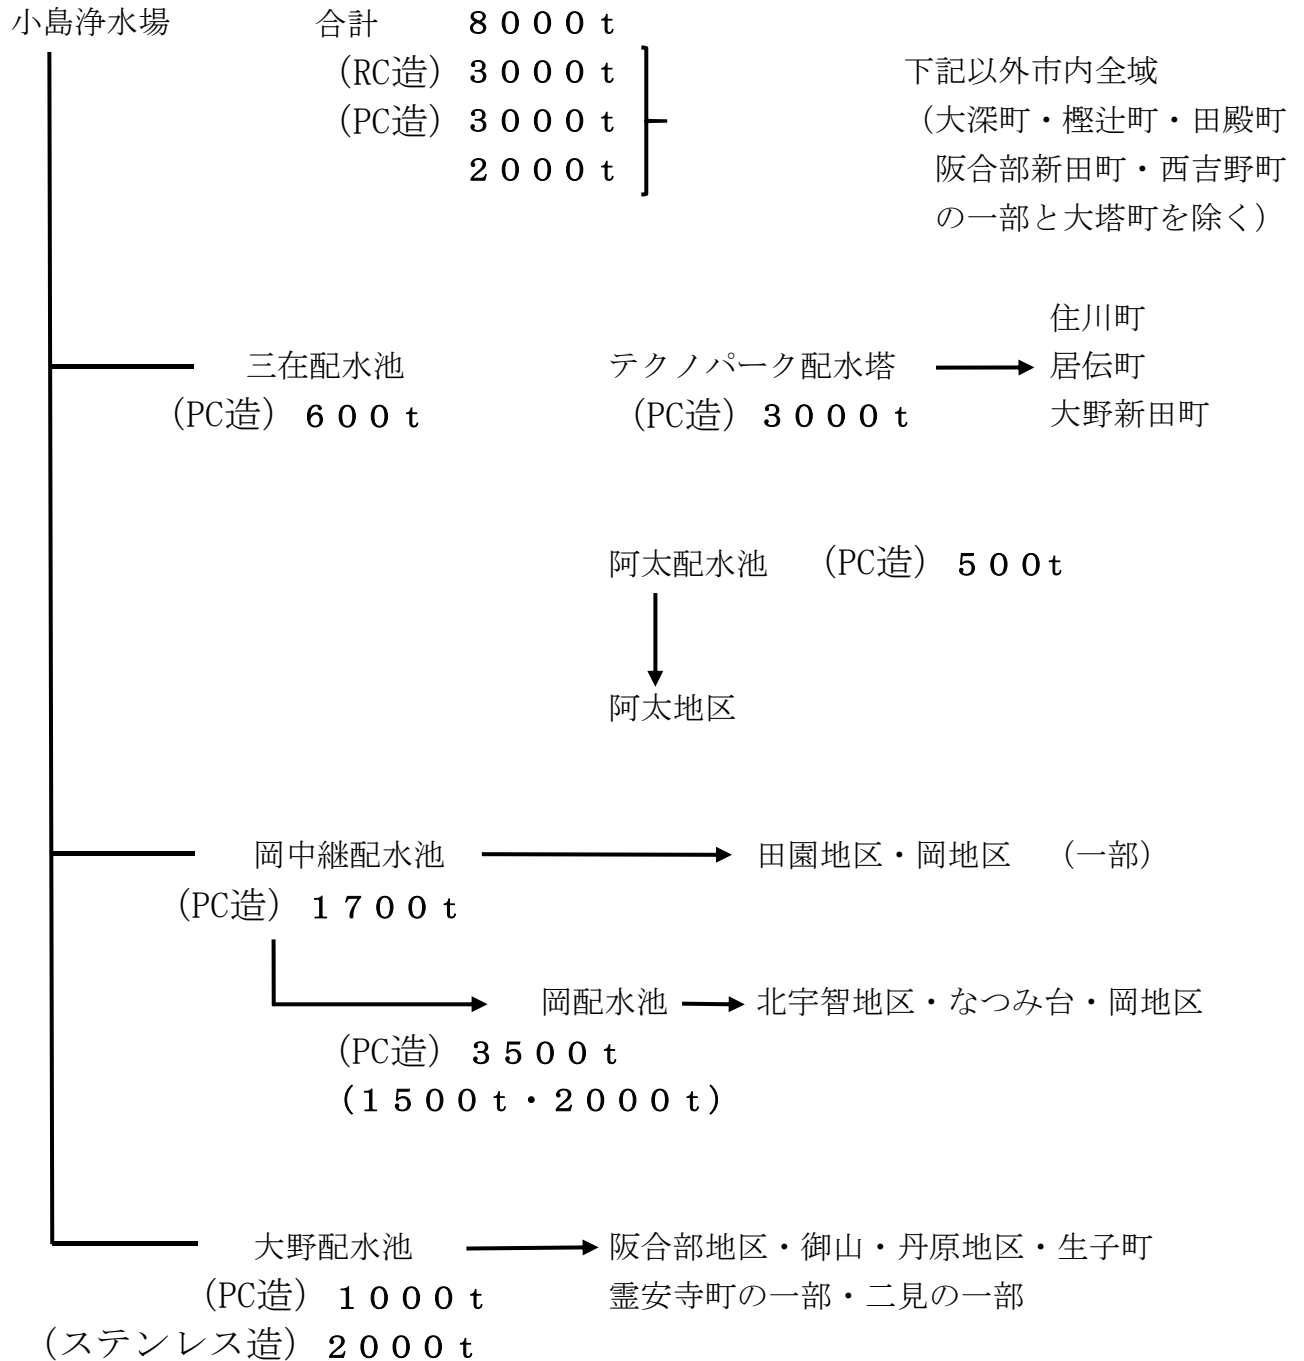 小島浄水場　合計　８０００ｔ
（RC造）３０００ｔ　下記以外市内全域
（PC造）３０００ｔ　（大深町・樫辻町・田殿町
２０００ｔ　阪合部新田町・西吉野町
の一部と大塔町を除く）
住川町
三在配水池　テクノパーク配水塔　居伝町
（PC造）６００ｔ　（PC造）３０００ｔ　大野新田町
阿太配水池　（PC造）５００ｔ
阿太地区
岡中継配水池　田園地区・岡地区　（一部）
（PC造）１７００ｔ
岡配水池　北宇智地区・なつみ台・岡地区
（PC造）３５００ｔ
（１５００ｔ・２０００ｔ）
大野配水池　阪合部地区・御山・丹原地区・生子町
（PC造）１０００ｔ　霊安寺町の一部・二見の一部
（ステンレス造）２０００ｔ